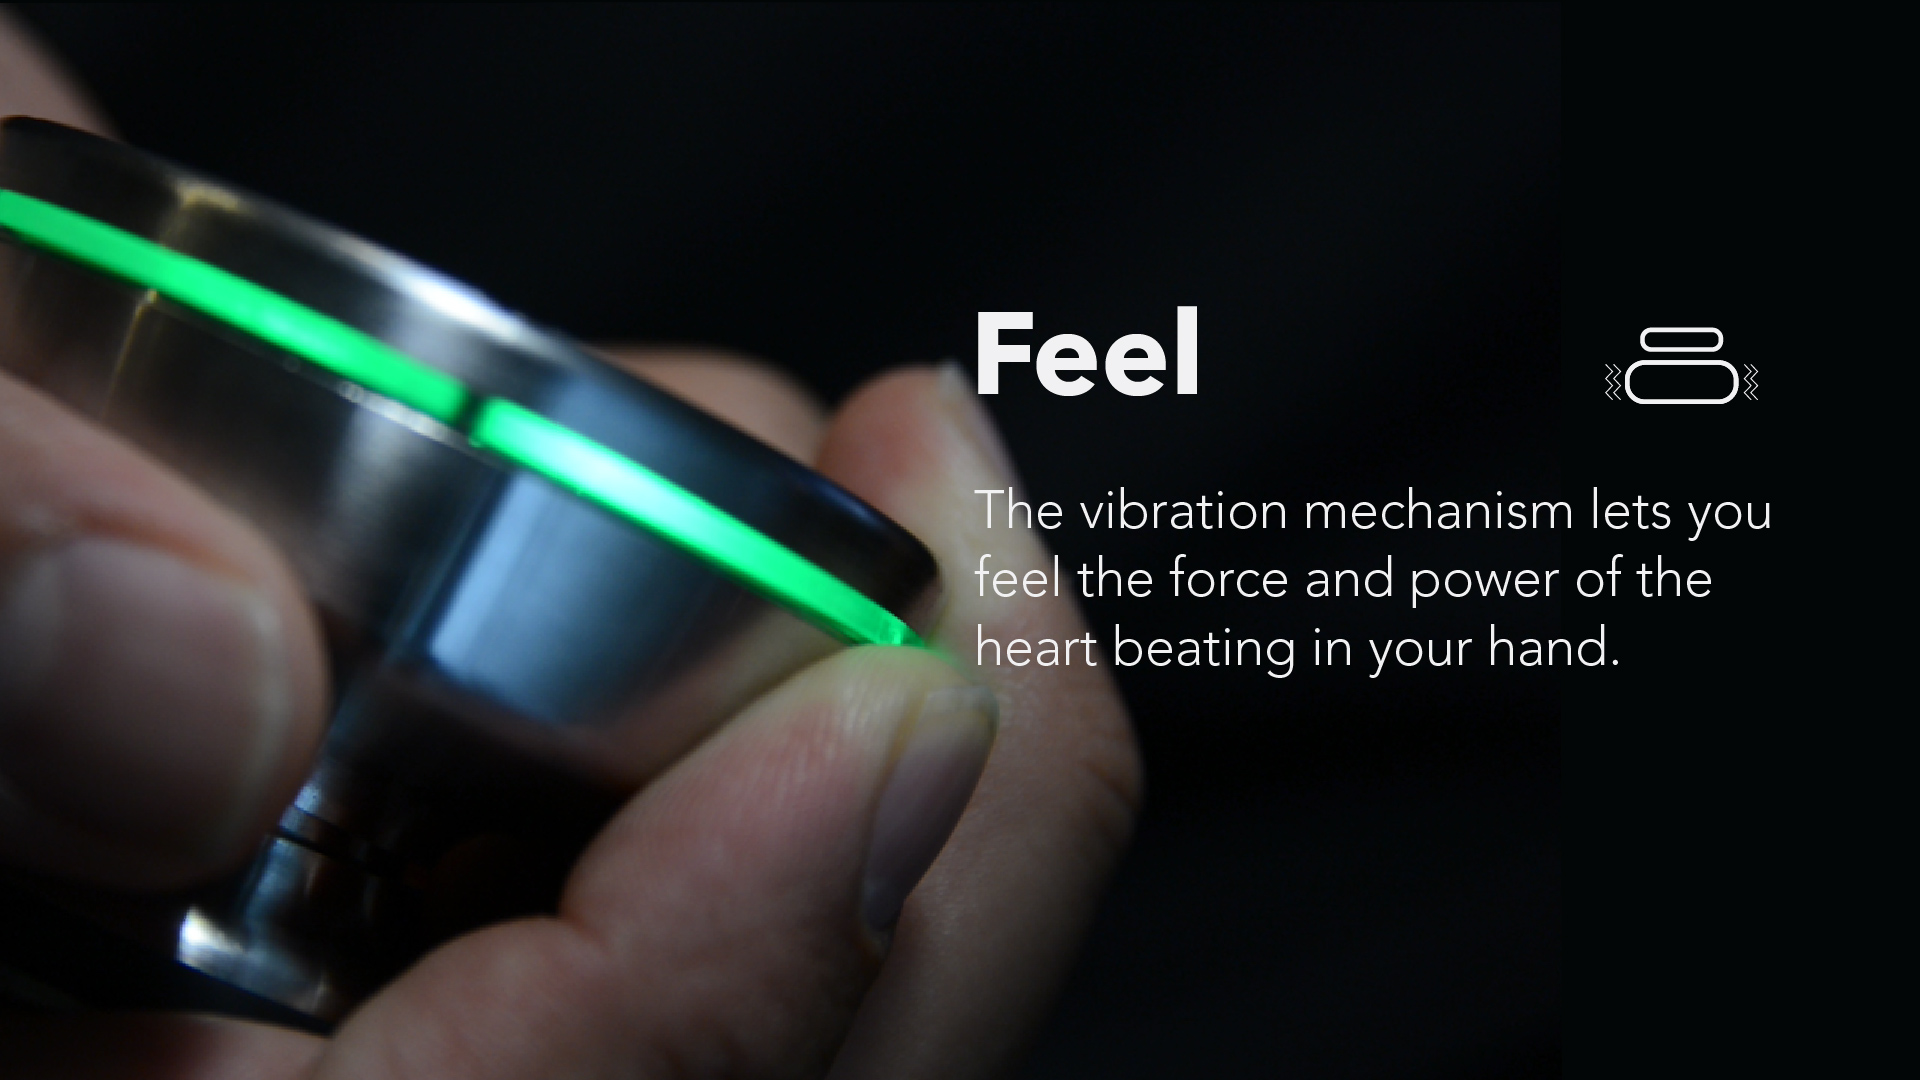 Feel
The vibration mechanism lets you
feel the force and power of the
heart beating in your hand.